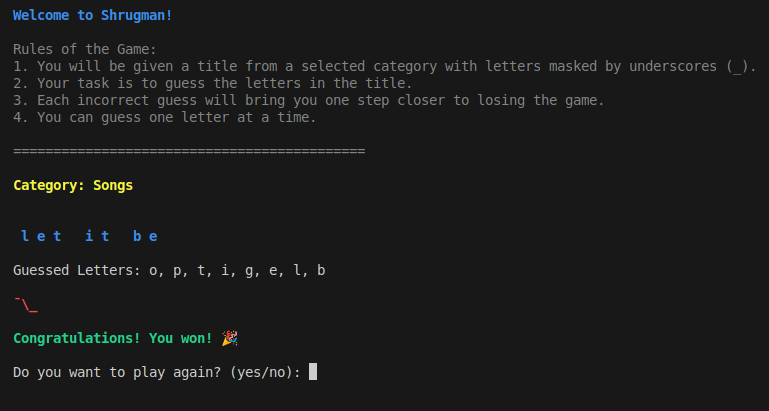 Welcome to Shrugman!
Rules of the Game:
1. You will be given a title from a selected category with letters masked by underscores (_).
2. Your task is to guess the letters in the title.
3. Each incorrect guess will bring you one step closer to losing the game.
4. You can guess one letter at a time.
============================================
Category: Songs
l e t   i t   b e
Guessed Letters: o, p, t, i, g, e, l, b
¯\_
Congratulations! You won! 🎉
Do you want to play again? (yes/no):